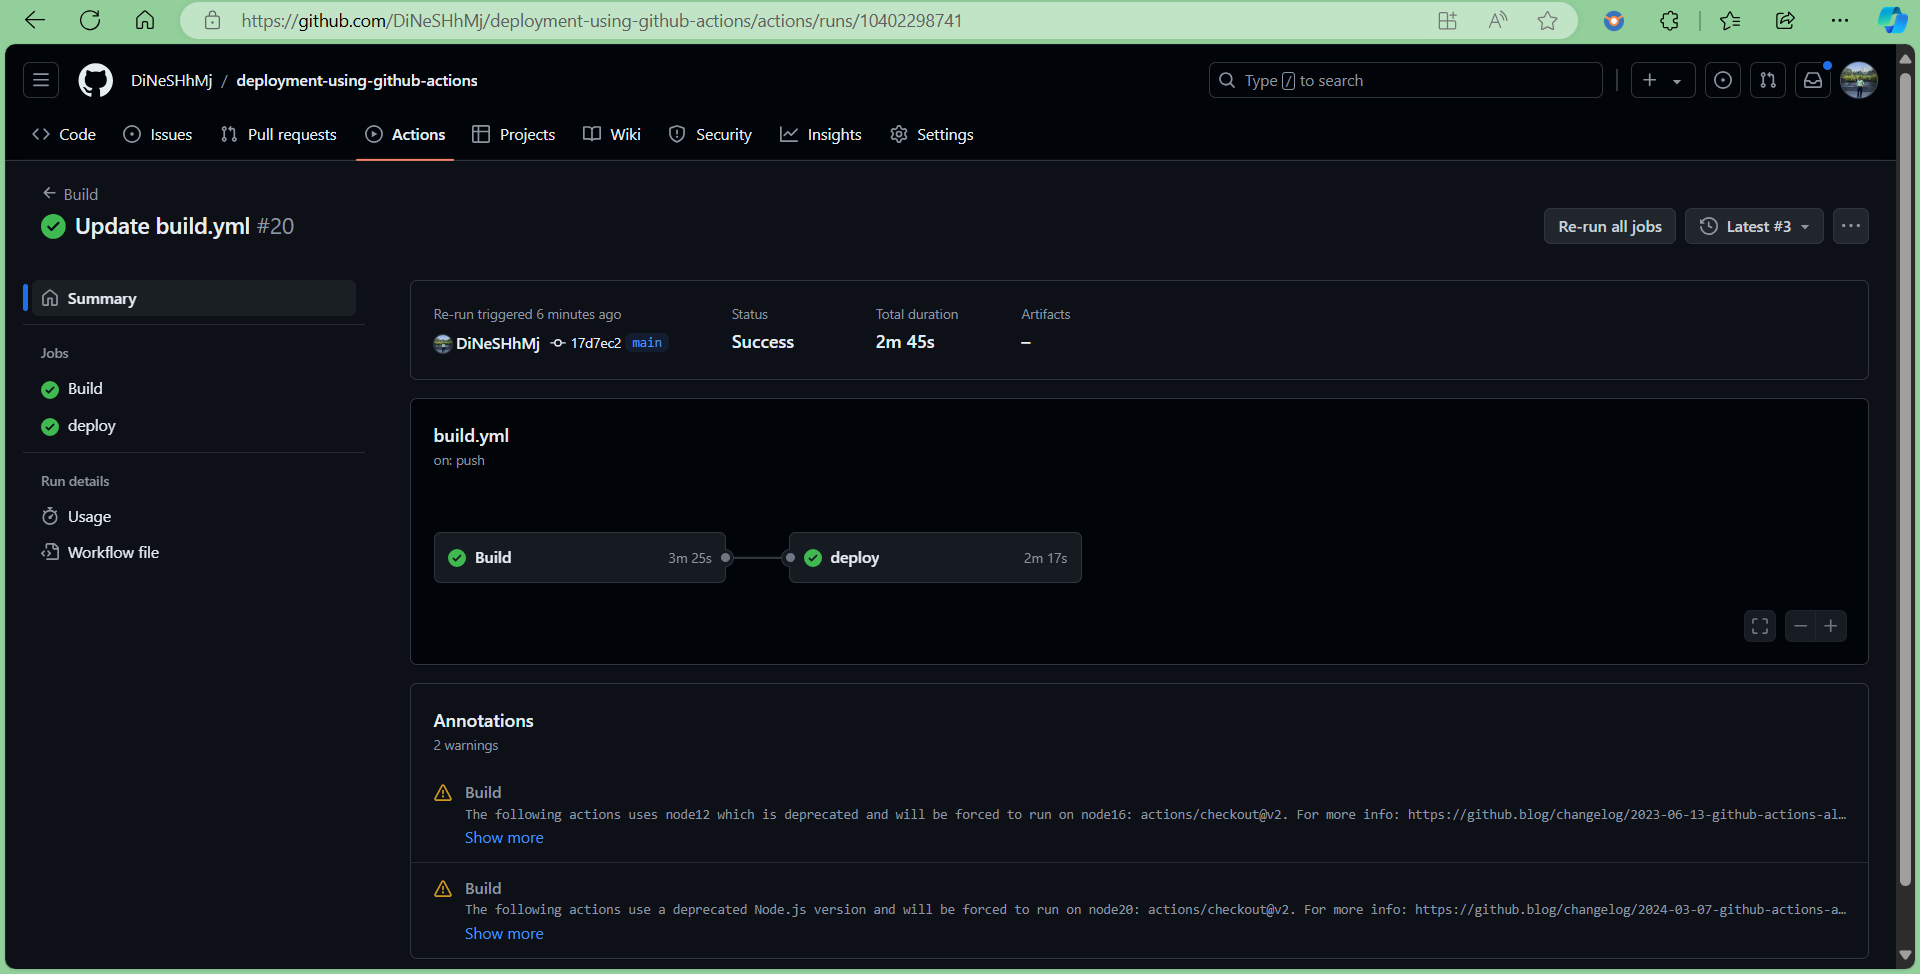 https://github.com/DiNeSHhMj/deployment-using-github-actions/actions/runs/10402298741
DiNeSHhMj / deployment-using-github-actions
Type / to search
Code
Issues
Pull requests
Actions
Projects
Wiki
Security
Insights
Settings
Build
Update build.yml #20
Re-run all jobs
Latest #3
Summary
Jobs
Build
deploy
Run details
Usage
Workflow file
Re-run triggered 6 minutes ago
DiNeSHhMj 17d7ec2 main
Status
Success
Total duration
2m 45s
Artifacts
–
build.yml
on: push
Build 3m 25s
deploy 2m 17s
Annotations
2 warnings
Build
The following actions uses node12 which is deprecated and will be forced to run on node16: actions/checkout@v2. For more info: https://github.blog/changelog/2023-06-13-github-actions-al…
Show more
Build
The following actions use a deprecated Node.js version and will be forced to run on node20: actions/checkout@v2. For more info: https://github.blog/changelog/2024-03-07-github-actions-a…
Show more